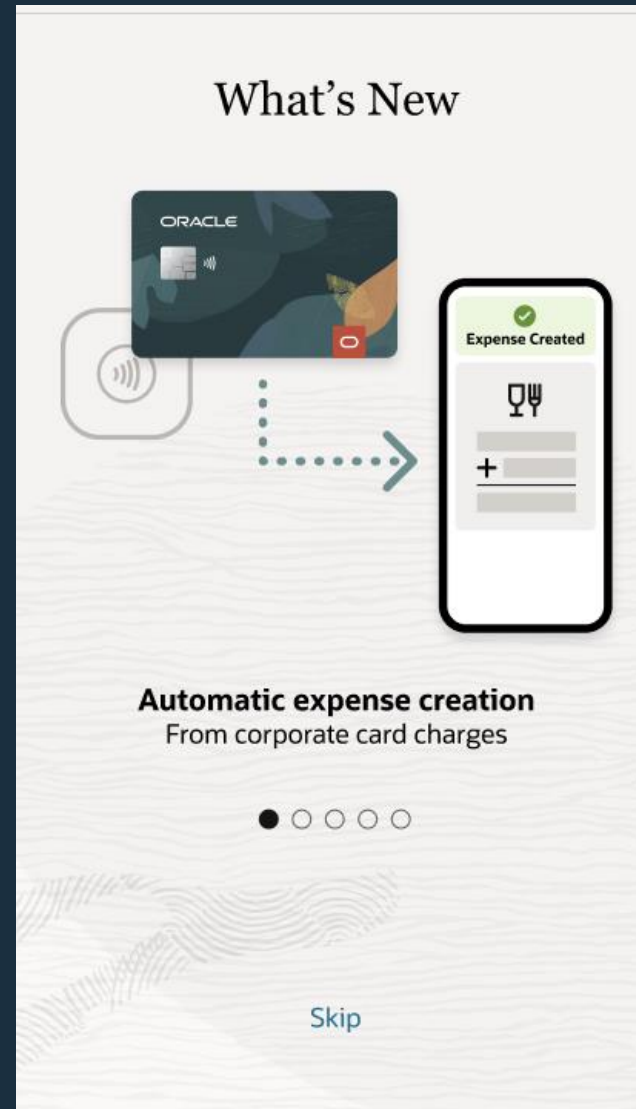 What’s New
ORACLE
Expense Created
Automatic expense creation
From corporate card charges
Skip